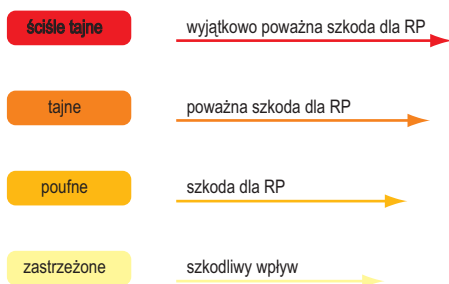 ściśle tajne
wyjątkowo poważna szkoda dla RP
tajne
poważna szkoda dla RP
poufne
szkoda dla RP
zastrzeżone
szkodliwy wpływ